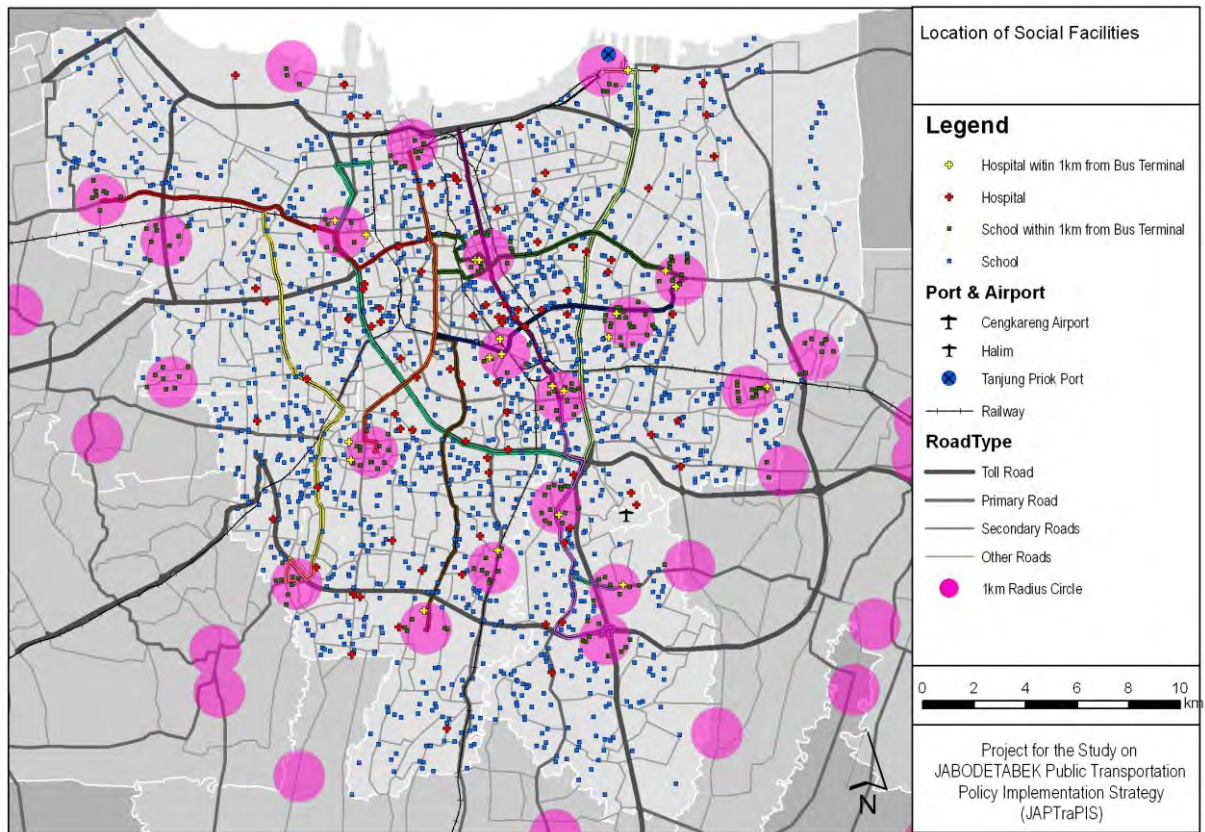 Location of Social Facilities
Legend
Hospital witin 1km from Bus Terminal
Hospital
School within 1km from Bus Terminal
School
Port & Airport
Cengkareng Airport
Halim
Tanjung Priok Port
Railway
RoadType
Toll Road
Primary Road
Secondary Roads
Other Roads
1km Radius Circle
0 2 4 6 8 10
km
Project for the Study on
JABODETABEK Public Transportation
Policy Implementation Strategy
(JAPTraPIS)
N